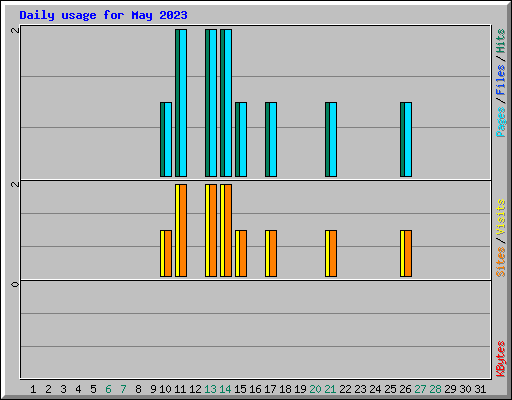 Daily usage for May 2023
2
2
0
Pages / Files / Hits
Sites / Visits
KBytes
1 2 3 4 5 6 7 8 9 10 11 12 13 14 15 16 17 18 19 20 21 22 23 24 25 26 27 28 29 30 31